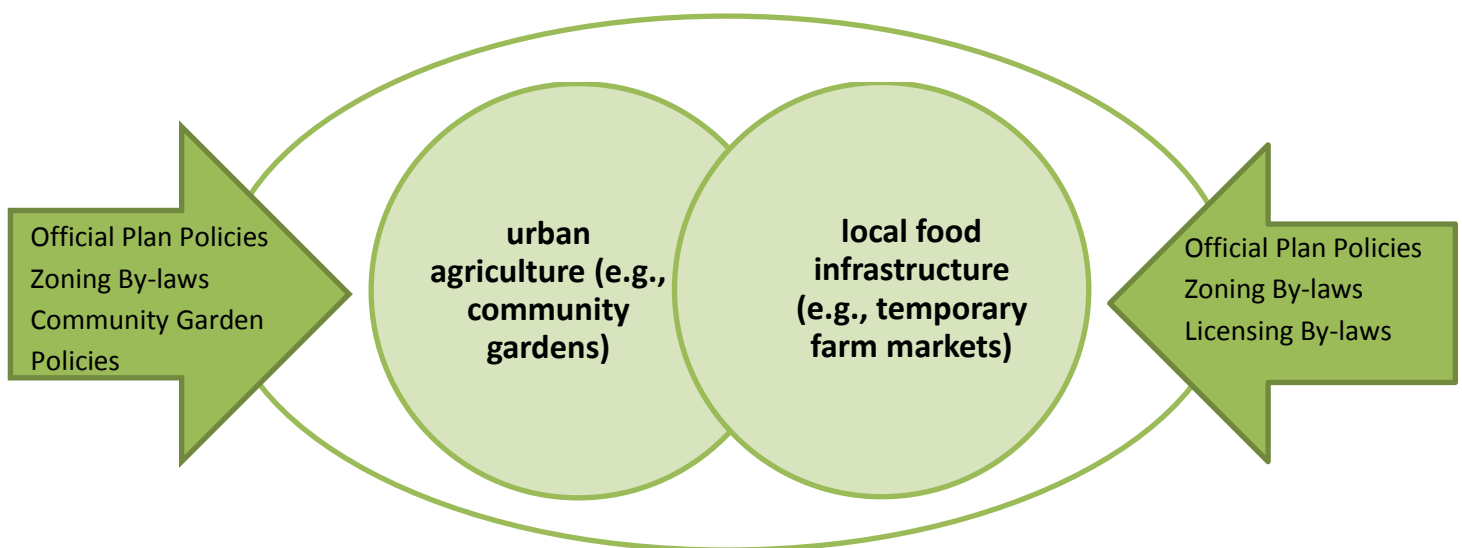 Official Plan Policies
Zoning By-laws
Community Garden
Policies
urban
agriculture (e.g.,
community
gardens)
local food
infrastructure
(e.g., temporary
farm markets)
Official Plan Policies
Zoning By-laws
Licensing By-laws